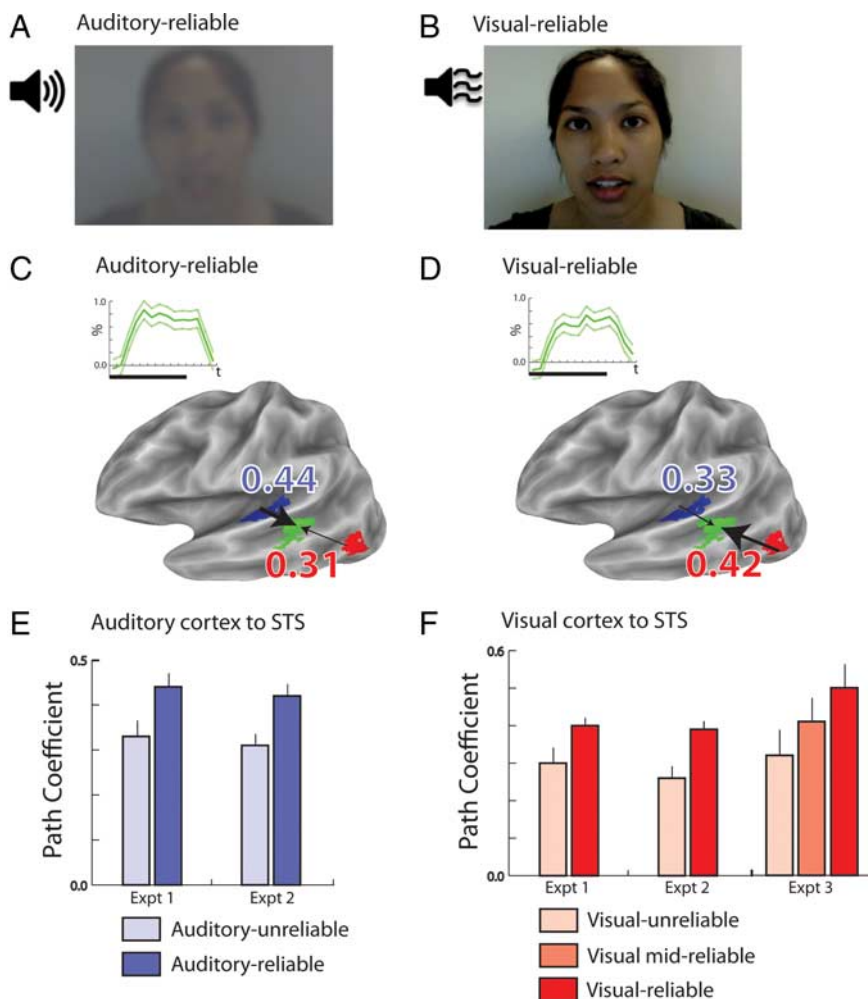 A Auditory-reliable
B Visual-reliable
C Auditory-reliable
1.0
%
0.0
t
0.44
0.31
D Visual-reliable
1.0
%
0.0
t
0.33
0.42
E Auditory cortex to STS
Path Coefficient
0.5
0.0
Expt 1 Expt 2
Auditory-unreliable
Auditory-reliable
F Visual cortex to STS
Path Coefficient
0.6
0.0
Expt 1 Expt 2 Expt 3
Visual-unreliable
Visual mid-reliable
Visual-reliable